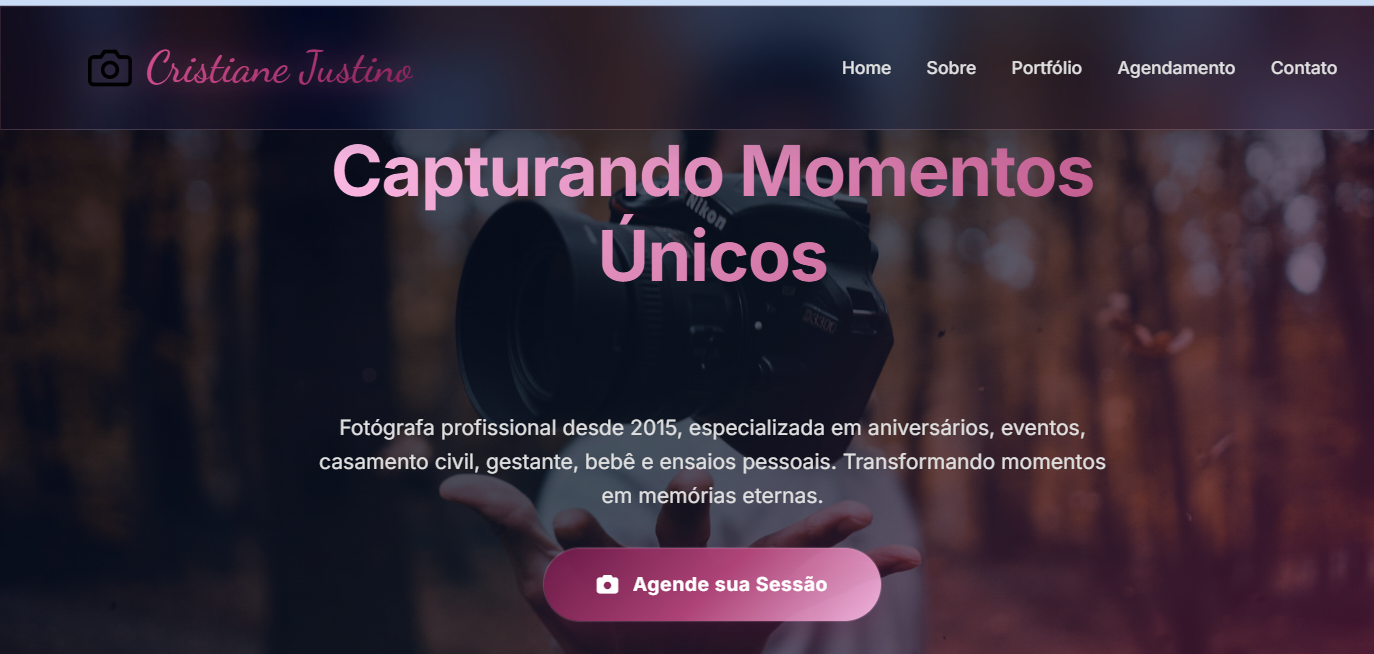 Cristiane Justino
Home Sobre Portfólio Agendamento Contato
Capturando Momentos
Únicos
Nikon
D3300
Fotógrafa profissional desde 2015, especializada em aniversários, eventos,
casamento civil, gestante, bebê e ensaios pessoais. Transformando momentos
em memórias eternas.
Agende sua Sessão